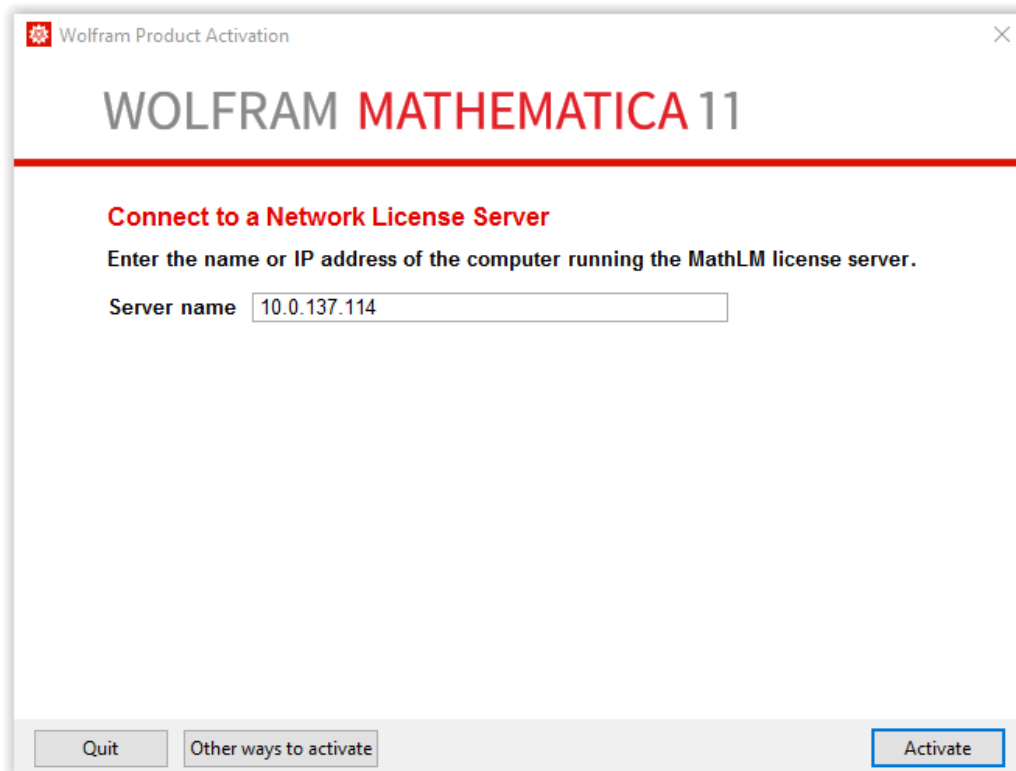 Wolfram Product Activation
WOLFRAM MATHEMATICA 11
Connect to a Network License Server
Enter the name or IP address of the computer running the MathLM license server.
Server name 10.0.137.114
Quit Other ways to activate Activate